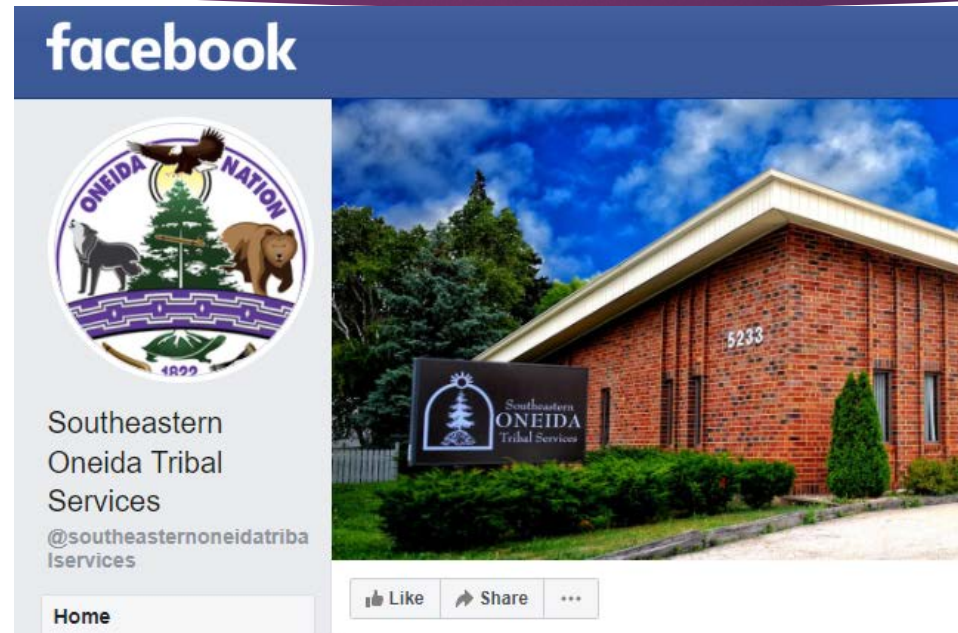 facebook
ONEIDA NATION
1822
Southeastern
Oneida Tribal
Services
@southeasternoneidatriba
lservices
Home
5233
Southeastern
ONEIDA
Tribal Services
Like Share ...